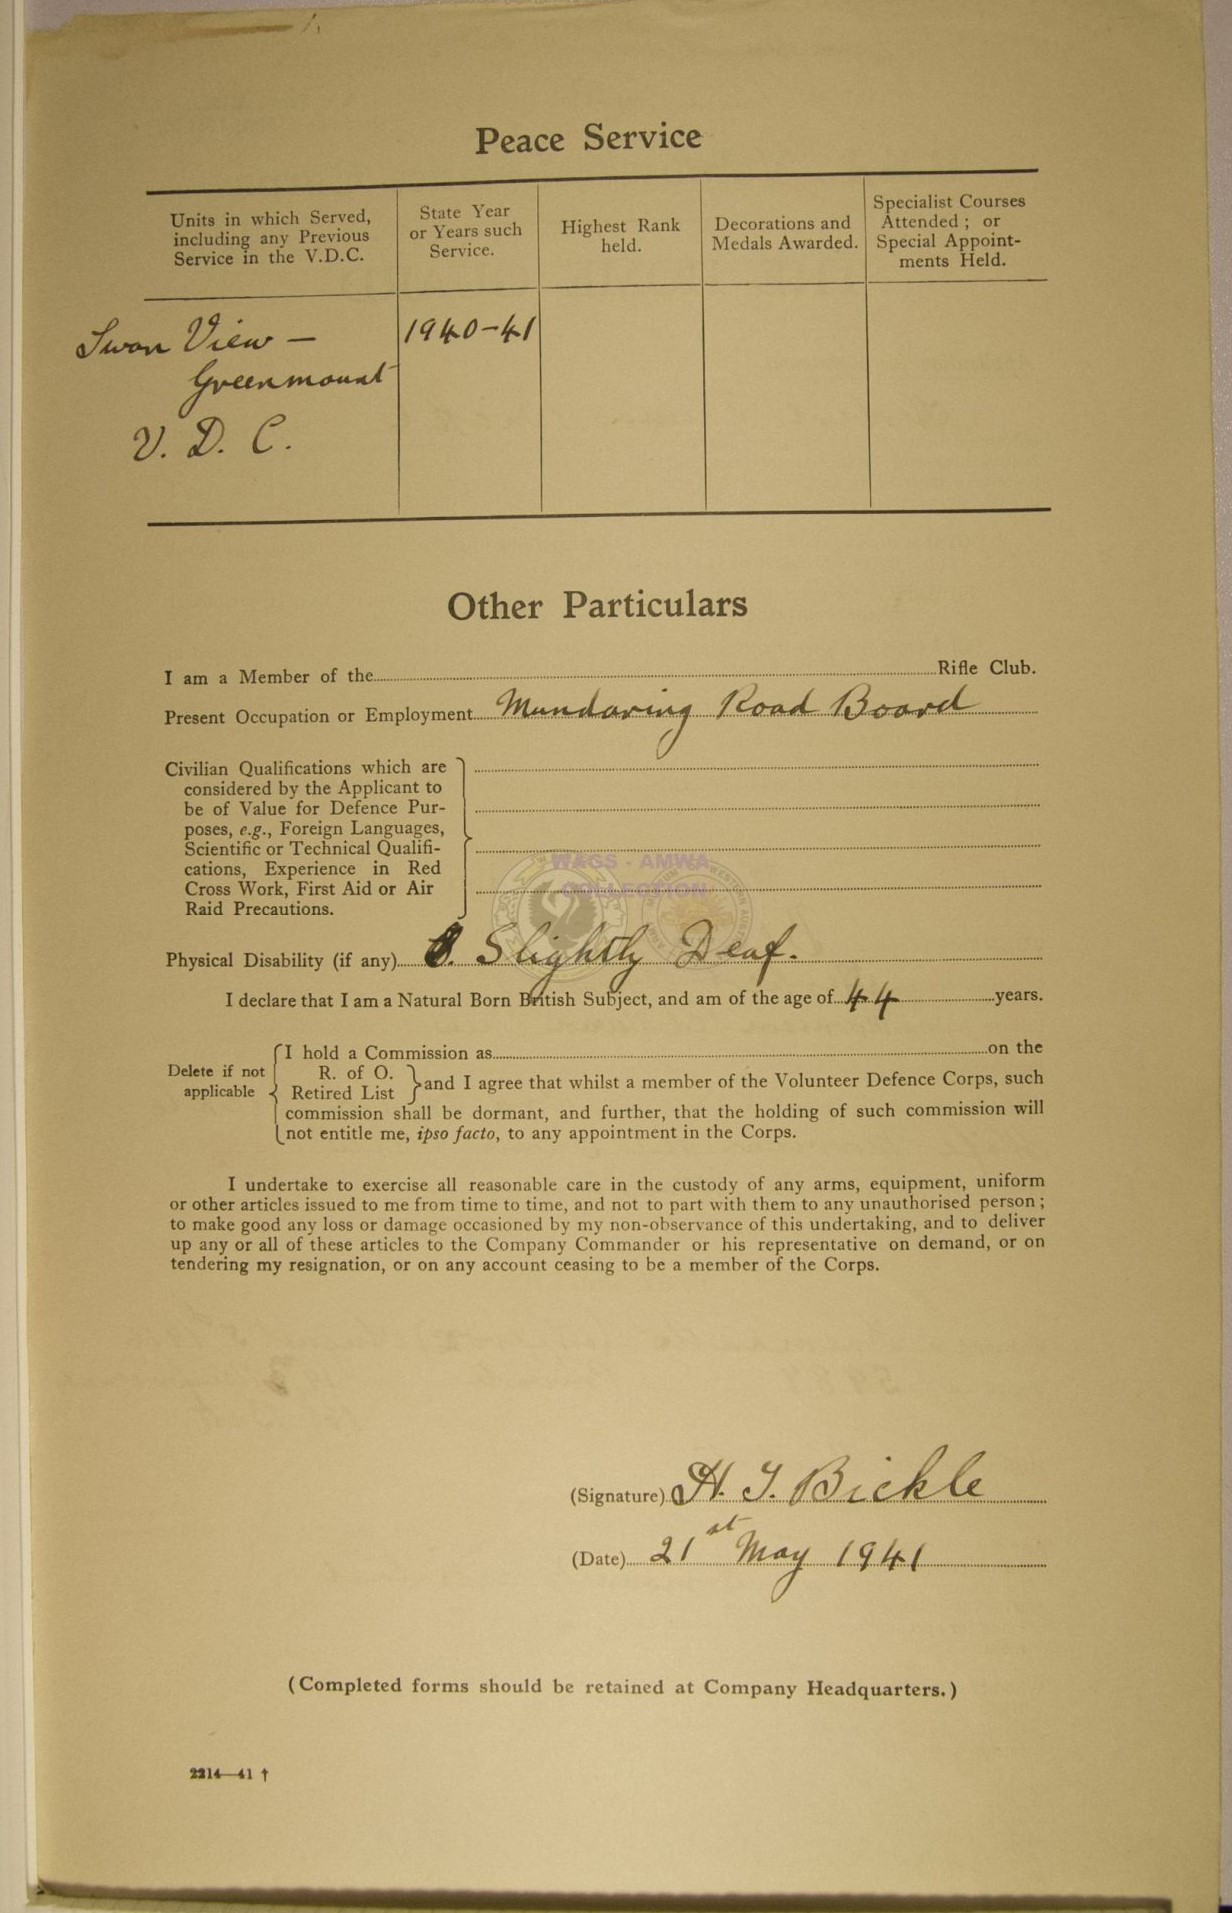 Peace Service
Units in which Served, including any Previous Service in the V.D.C.
State Year or Years such Service.
Highest Rank held.
Decorations and Medals Awarded.
Specialist Courses Attended; or Special Appoint-ments Held.
Swan View —
Greenmount
V. D. C.
1940-41
Other Particulars
I am a Member of the Rifle Club.
Present Occupation or Employment Mundaring Road Board
Civilian Qualifications which are
considered by the Applicant to
be of Value for Defence Pur-
poses, e.g., Foreign Languages,
Scientific or Technical Qualifi-
cations, Experience in Red
Cross Work, First Aid or Air
Raid Precautions.
WAGS - AMWA
COLLECTION
Physical Disability (if any) Slightly Deaf.
I declare that I am a Natural Born British Subject, and am of the age of 44 years.
Delete if not applicable
I hold a Commission as on the
R. of O.
Retired List
and I agree that whilst a member of the Volunteer Defence Corps, such
commission shall be dormant, and further, that the holding of such commission will
not entitle me, ipso facto, to any appointment in the Corps.
I undertake to exercise all reasonable care in the custody of any arms, equipment, uniform
or other articles issued to me from time to time, and not to part with them to any unauthorised person;
to make good any loss or damage occasioned by my non-observance of this undertaking, and to deliver
up any or all of these articles to the Company Commander or his representative on demand, or on
tendering my resignation, or on any account ceasing to be a member of the Corps.
(Signature) H. J. Bickle
(Date) 21st May 1941
(Completed forms should be retained at Company Headquarters.)
2214—41 †